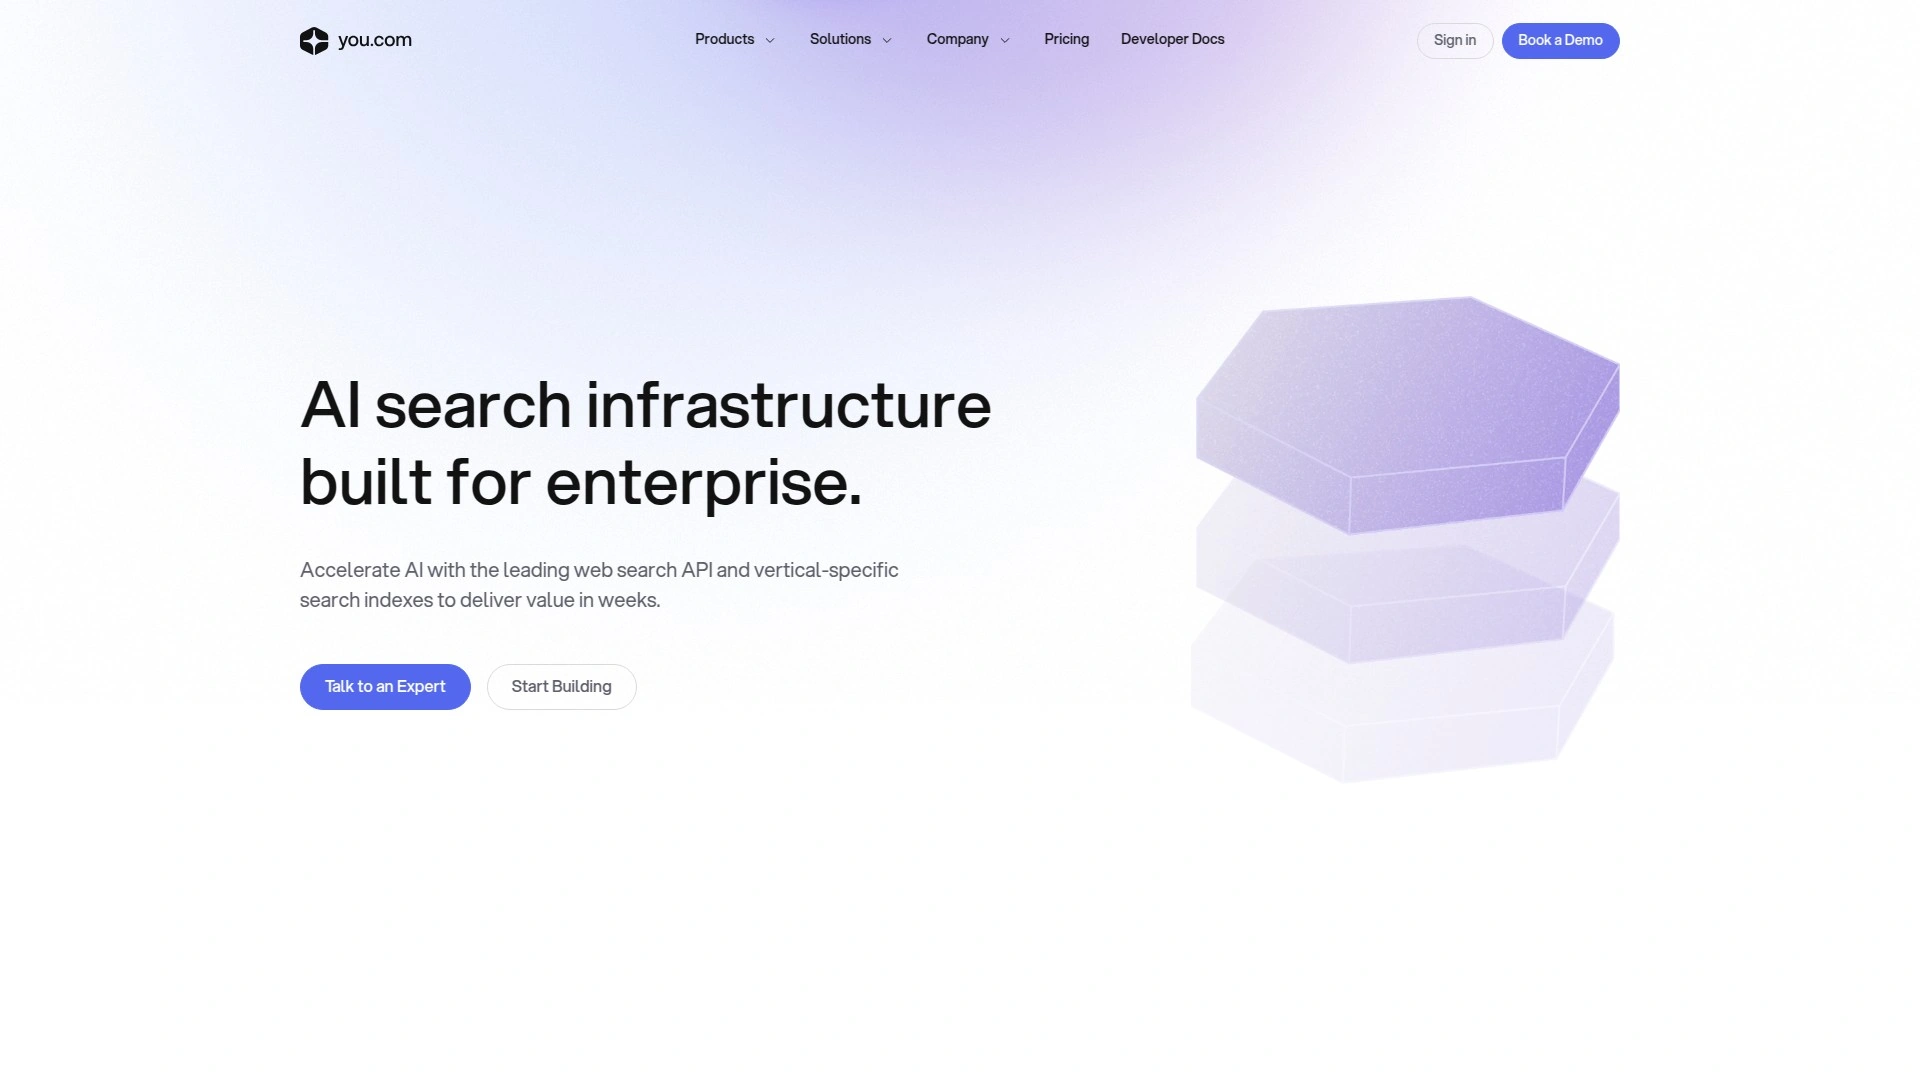 you.com
Products
Solutions
Company
Pricing
Developer Docs
Sign in
Book a Demo
AI search infrastructure
built for enterprise.
Accelerate AI with the leading web search API and vertical-specific
search indexes to deliver value in weeks.
Talk to an Expert
Start Building